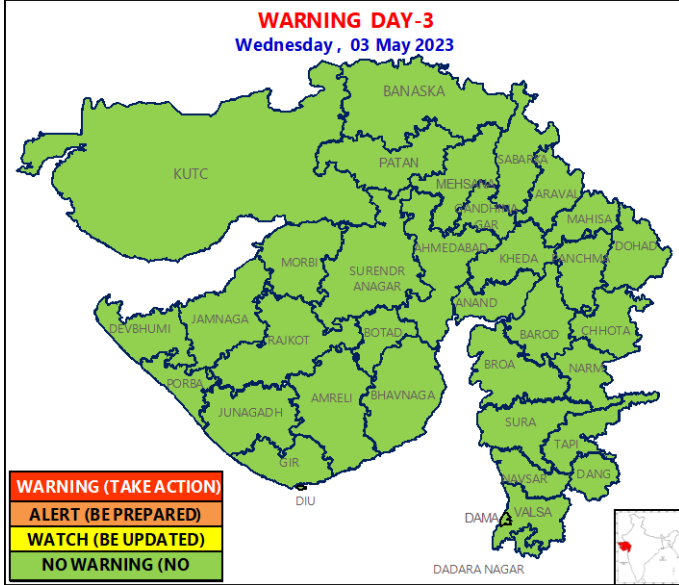 WARNING DAY-3
Wednesday , 03 May 2023
BANASKA
KUTC
PATAN
SABARKA
MEHSANA
ARAVAL
GANDHINA
GAR
MAHISA
AHMEDABAD
DOHAD
KHEDA
PANCHMA
MORBI
SURENDR
ANAGAR
ANAND
JAMNAGA
DEVBHUMI
RAJKOT
BOTAD
BAROD
CHHOTA
BROA
NARM
PORBA
JUNAGADH
AMRELI
BHAVNAGA
SURA
TAPI
GIR
NAVSAR
DANG
DIU
DAMA
VALSA
DADARA NAGAR
WARNING (TAKE ACTION)
ALERT (BE PREPARED)
WATCH (BE UPDATED)
NO WARNING (NO